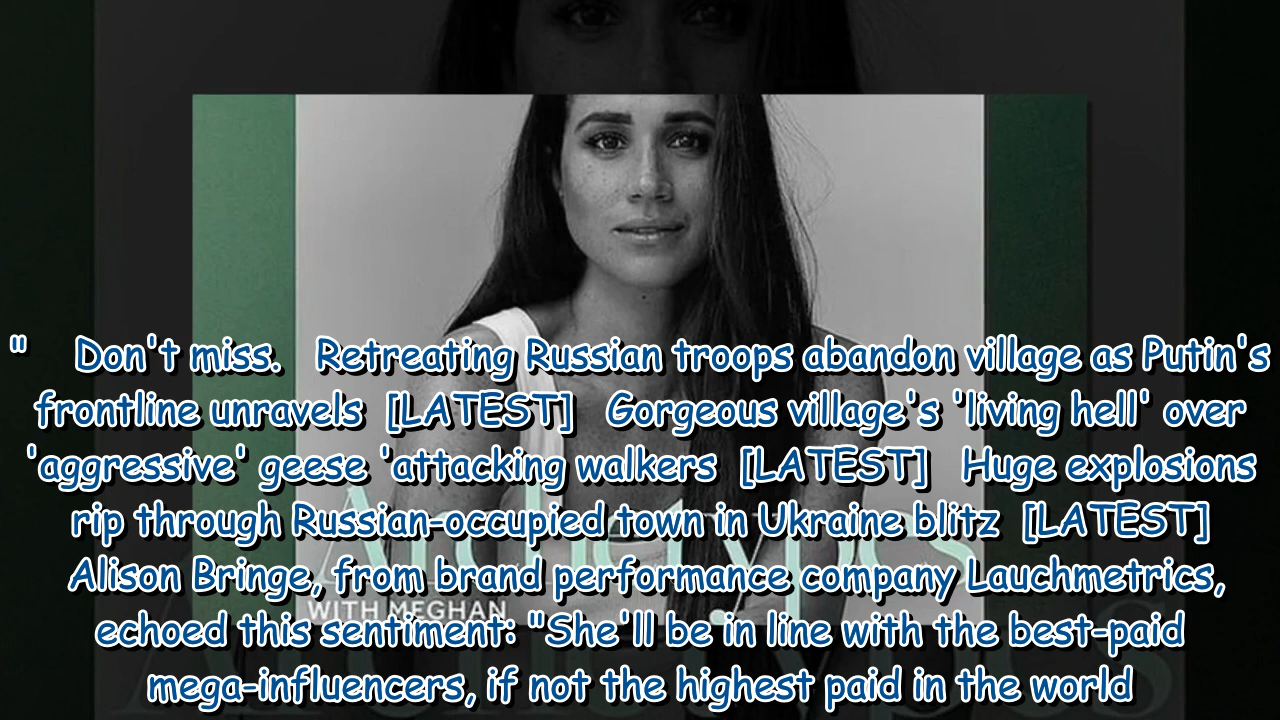 " Don't miss. Retreating Russian troops abandon village as Putin's
frontline unravels [LATEST] Gorgeous village's 'living hell' over
'aggressive' geese 'attacking walkers [LATEST] Huge explosions
rip through Russian-occupied town in Ukraine blitz [LATEST]
Archetypes
Alison Bringe, from brand performance company Lauchmetrics,
WITH MEGHAN
echoed this sentiment: "She'll be in line with the best-paid
mega-influencers, if not the highest paid in the world